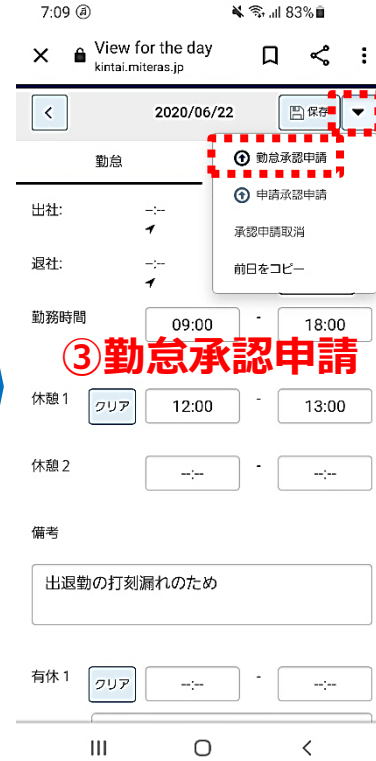 7:09 83%
View for the day
kintai.miteras.jp
2020/06/22 保存
勤怠
勤怠承認申請
申請承認申請
承認申請取消
前日をコピー
出社: --:--
退社: --:--
勤務時間 09:00 - 18:00
③勤怠承認申請
休憩1 クリア 12:00 - 13:00
休憩2 --:-- - --:--
備考
出退勤の打刻漏れのため
有休1 クリア --:-- - --:--